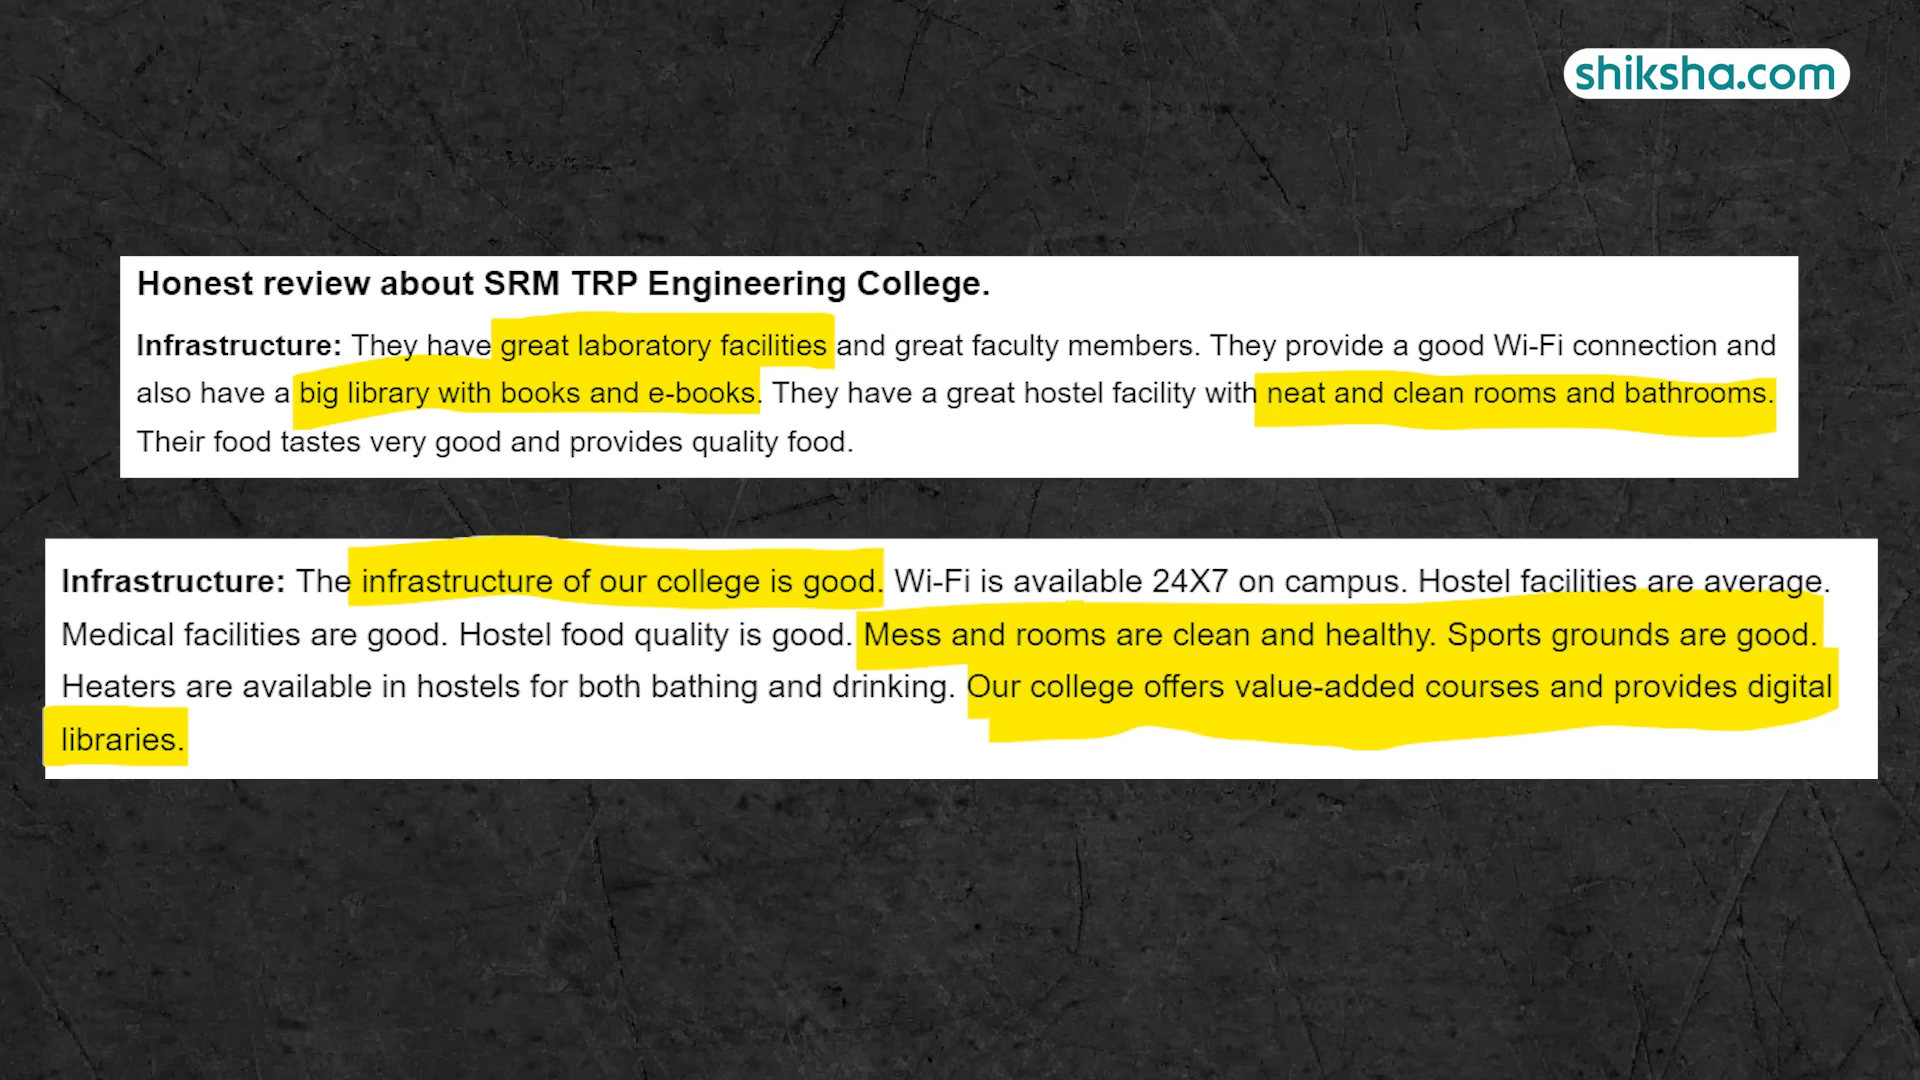 shiksha.com
Honest review about SRM TRP Engineering College.
Infrastructure: They have great laboratory facilities and great faculty members. They provide a good Wi-Fi connection and
also have a big library with books and e-books. They have a great hostel facility with neat and clean rooms and bathrooms.
Their food tastes very good and provides quality food.
Infrastructure: The infrastructure of our college is good. Wi-Fi is available 24X7 on campus. Hostel facilities are average.
Medical facilities are good. Hostel food quality is good. Mess and rooms are clean and healthy. Sports grounds are good.
Heaters are available in hostels for both bathing and drinking. Our college offers value-added courses and provides digital
libraries.